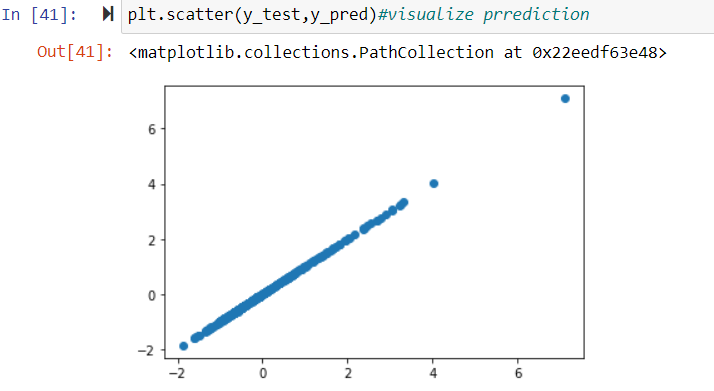 In [41]: plt.scatter(y_test,y_pred)#visualize prrediction
Out[41]: <matplotlib.collections.PathCollection at 0x22eedf63e48>
6
4
2
0
−2
−2 0 2 4 6